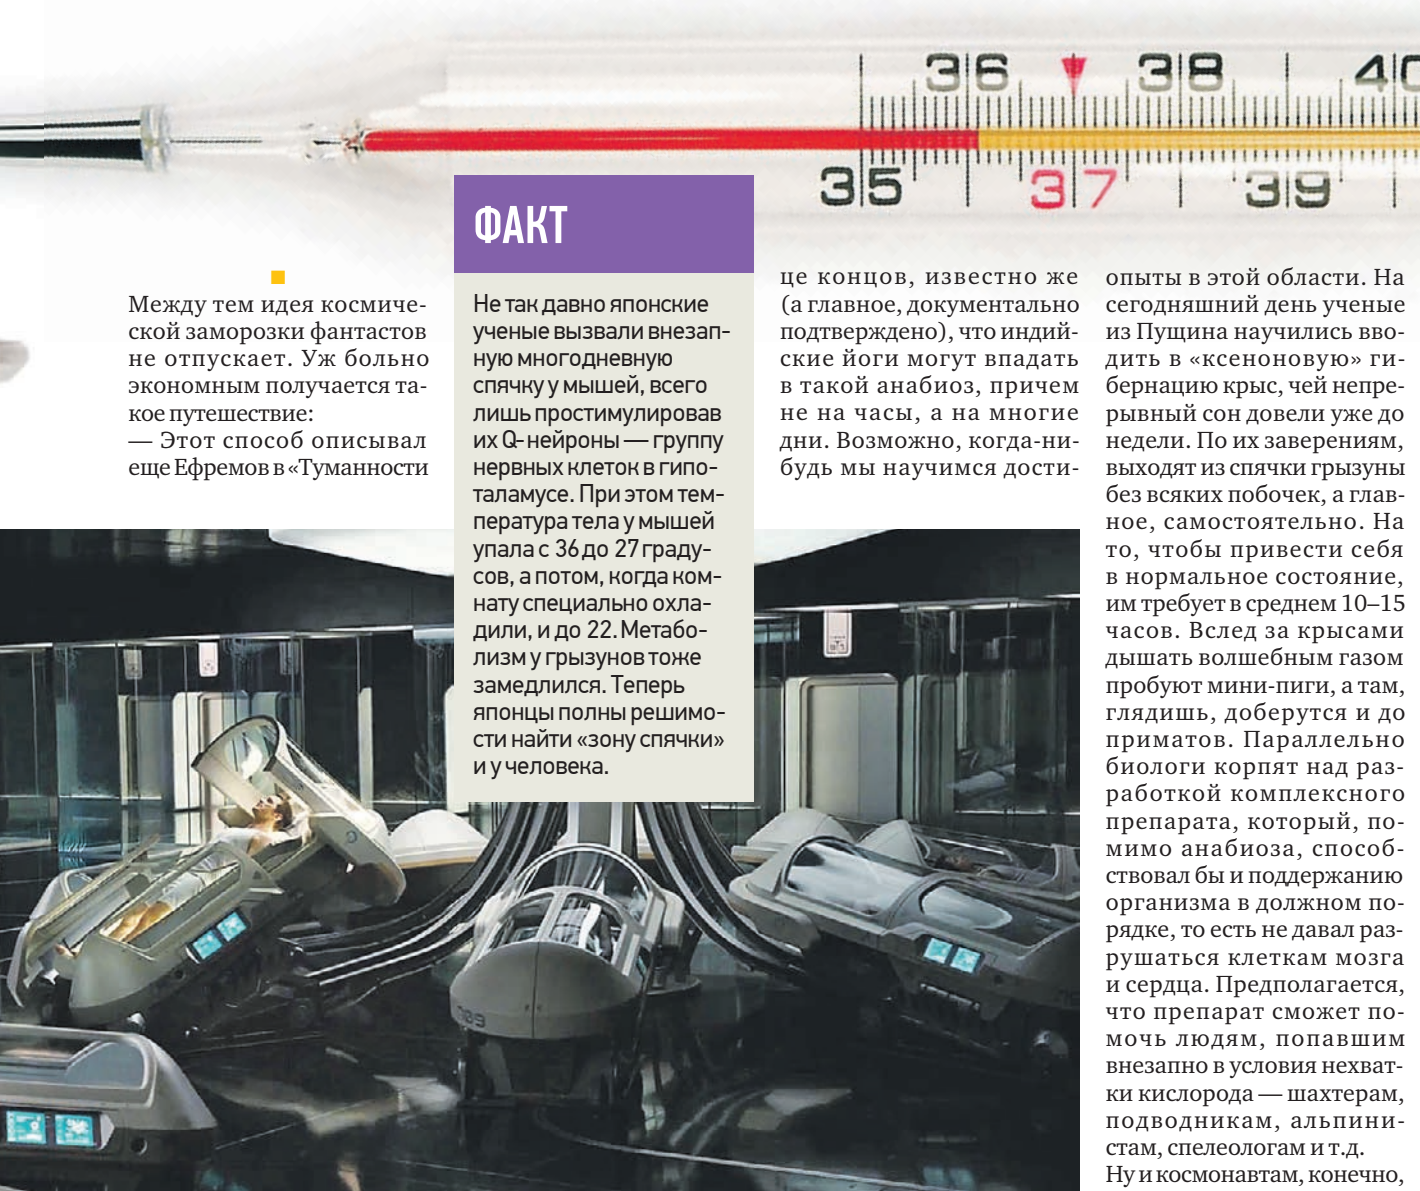 36
38
40
35
37
39
Между тем идея космиче-
ской заморозки фантастов
не отпускает. Уж больно
экономным получается та-
кое путешествие:
— Этот способ описывал
еще Ефремов в «Туманности
ФАКТ
Не так давно японские
ученые вызвали внезап-
ную многодневную
спячку у мышей, всего
лишь простимулировав
их Q-нейроны — группу
нервных клеток в гипо-
таламусе. При этом тем-
пература тела у мышей
упала с 36 до 27 граду-
сов, а потом, когда ком-
нату специально охла-
дили, и до 22. Метабо-
лизм у грызунов тоже
замедлился. Теперь
японцы полны решимо-
сти найти «зону спячки»
и у человека.
це концов, известно же
(а главное, документально
подтверждено), что индий-
ские йоги могут впадать
в такой анабиоз, причем
не на часы, а на многие
дни. Возможно, когда-ни-
будь мы научимся дости-
опыты в этой области. На
сегодняшний день ученые
из Пущина научились вво-
дить в «ксеноновую» ги-
бернацию крыс, чей непре-
рывный сон довели уже до
недели. По их заверениям,
выходят из спячки грызуны
без всяких побочек, а глав-
ное, самостоятельно. На
то, чтобы привести себя
в нормальное состояние,
им требует в среднем 10–15
часов. Вслед за крысами
дышать волшебным газом
пробуют мини-пиги, а там,
глядишь, доберутся и до
приматов. Параллельно
биологи корпят над раз-
работкой комплексного
препарата, который, по-
мимо анабиоза, способ-
ствовал бы и поддержанию
организма в должном по-
рядке, то есть не давал раз-
рушаться клеткам мозга
и сердца. Предполагается,
что препарат сможет по-
мочь людям, попавшим
внезапно в условия нехват-
ки кислорода — шахтерам,
подводникам, альпини-
стам, спелеологам и т.д.
Ну и космонавтам, конечно,